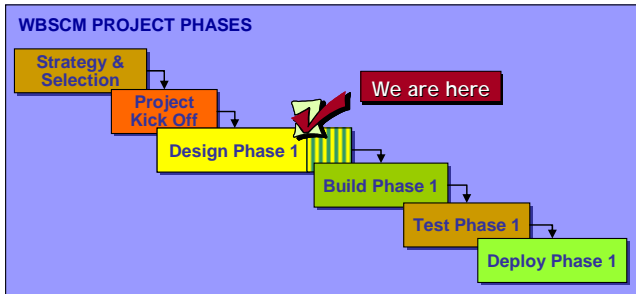 WBSCM PROJECT PHASES
Strategy &
Selection
We are here
Project
Kick Off
Design Phase 1
Build Phase 1
Test Phase 1
Deploy Phase 1